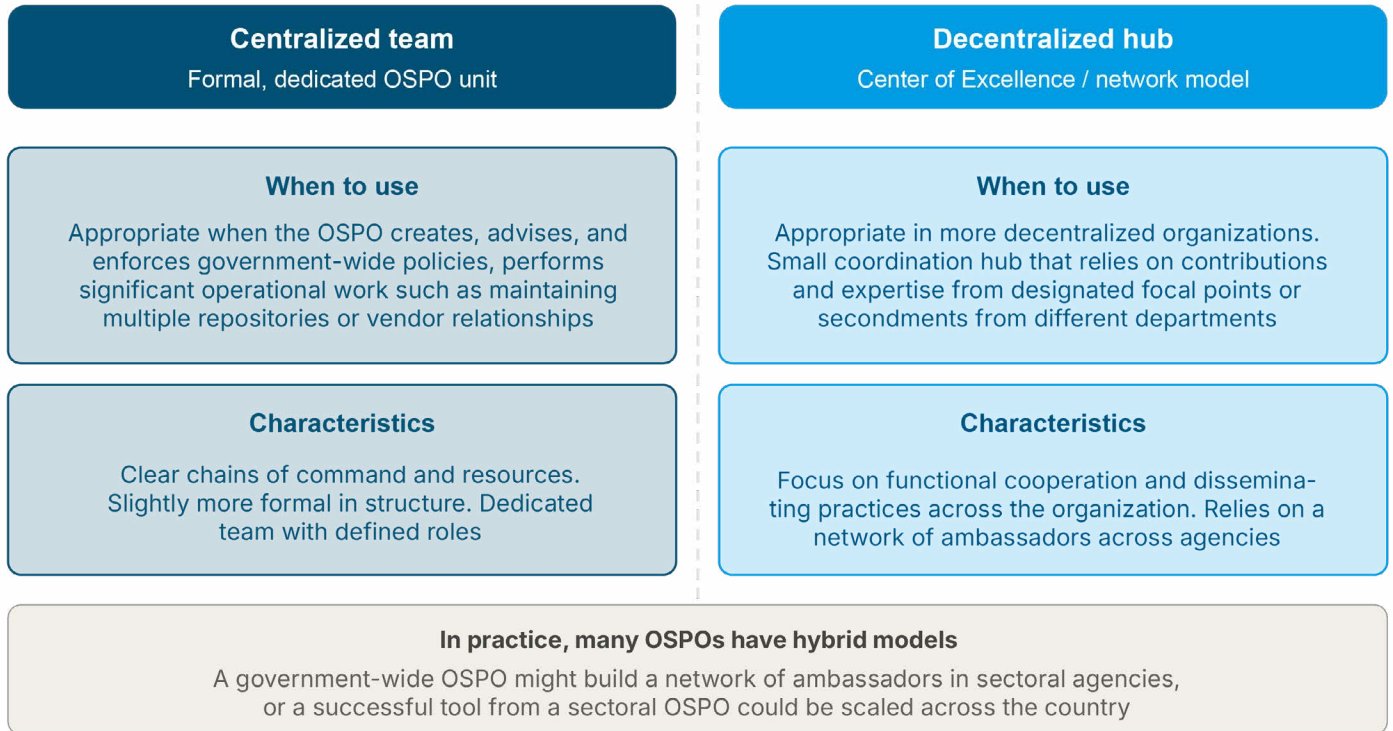 Centralized team
Formal, dedicated OSPO unit
When to use
Appropriate when the OSPO creates, advises, and
enforces government-wide policies, performs
significant operational work such as maintaining
multiple repositories or vendor relationships
Characteristics
Clear chains of command and resources.
Slightly more formal in structure. Dedicated
team with defined roles
Decentralized hub
Center of Excellence / network model
When to use
Appropriate in more decentralized organizations.
Small coordination hub that relies on contributions
and expertise from designated focal points or
secondments from different departments
Characteristics
Focus on functional cooperation and dissemina-
ting practices across the organization. Relies on a
network of ambassadors across agencies
In practice, many OSPOs have hybrid models
A government-wide OSPO might build a network of ambassadors in sectoral agencies,
or a successful tool from a sectoral OSPO could be scaled across the country